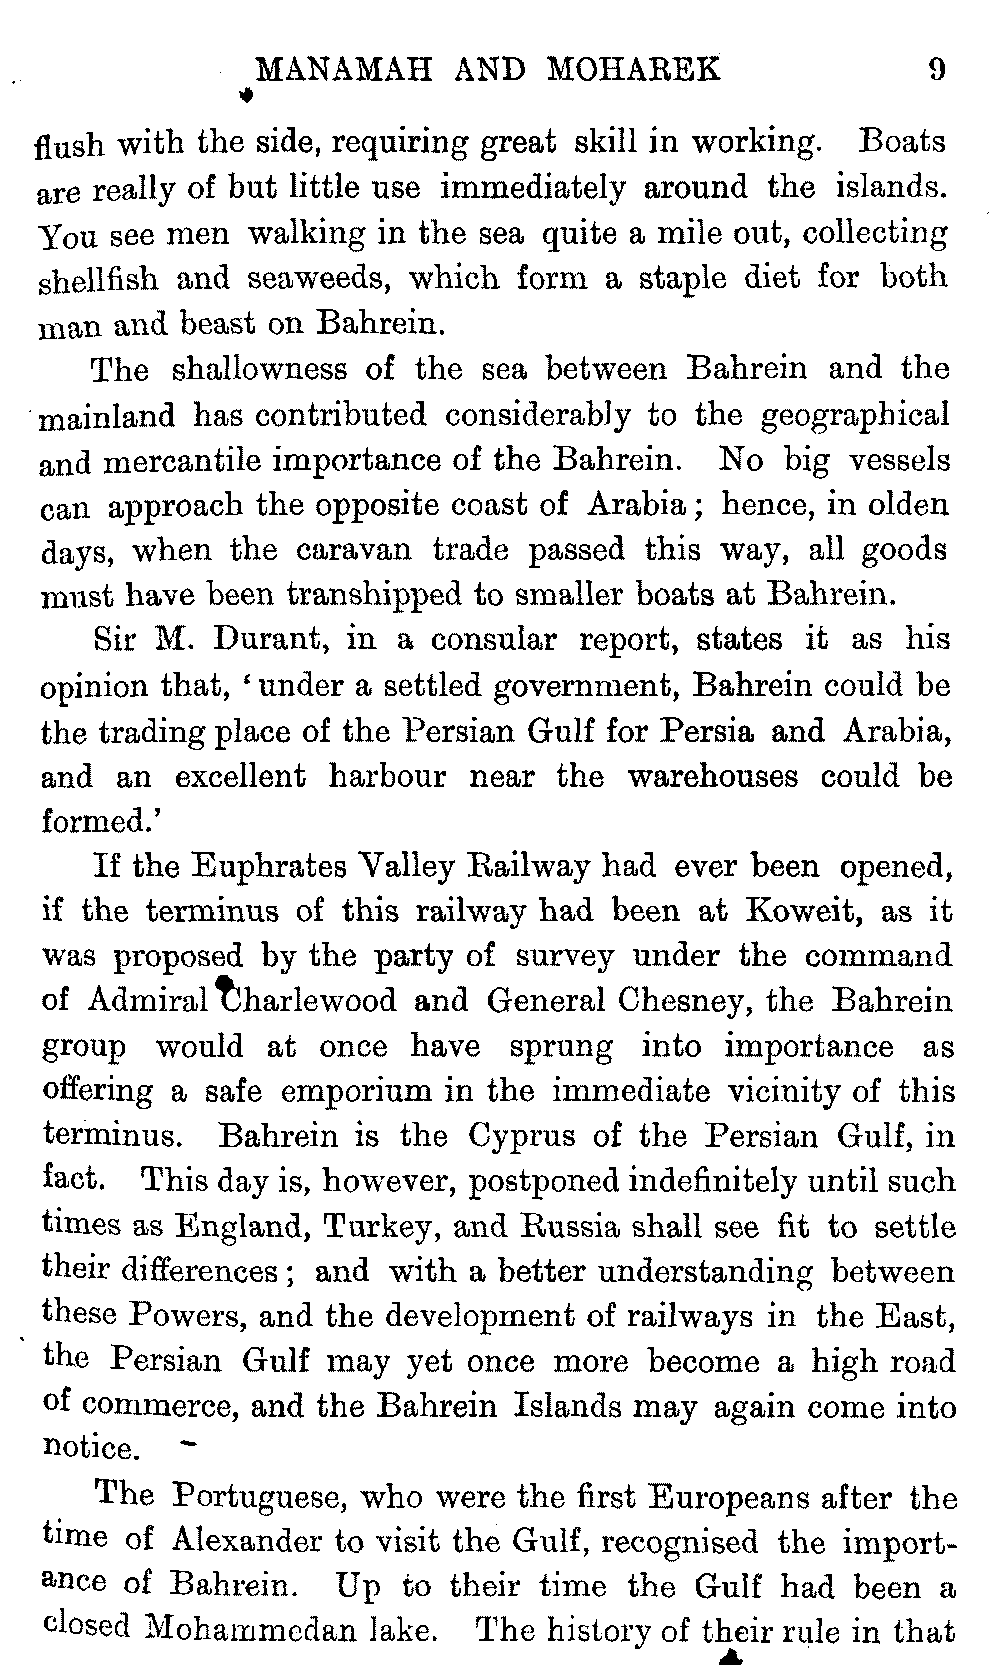 MANAMAH AND MOHAREK 9
flush with the side, requiring great skill in working. Boats
are really of but little use immediately around the islands.
You see men walking in the sea quite a mile out, collecting
shellfish and seaweeds, which form a staple diet for both
man and beast on Bahrein.
The shallowness of the sea between Bahrein and the
mainland has contributed considerably to the geographical
and mercantile importance of the Bahrein. No big vessels
can approach the opposite coast of Arabia; hence, in olden
days, when the caravan trade passed this way, all goods
must have been transhipped to smaller boats at Bahrein.
Sir M. Durant, in a consular report, states it as his
opinion that, ‘under a settled government, Bahrein could be
the trading place of the Persian Gulf for Persia and Arabia,
and an excellent harbour near the warehouses could be
formed.’
If the Euphrates Valley Railway had ever been opened,
if the terminus of this railway had been at Koweit, as it
was proposed by the party of survey under the command
of Admiral Charlewood and General Chesney, the Bahrein
group would at once have sprung into importance as
offering a safe emporium in the immediate vicinity of this
terminus. Bahrein is the Cyprus of the Persian Gulf, in
fact. This day is, however, postponed indefinitely until such
times as England, Turkey, and Russia shall see fit to settle
their differences; and with a better understanding between
these Powers, and the development of railways in the East,
the Persian Gulf may yet once more become a high road
of commerce, and the Bahrein Islands may again come into
notice.
The Portuguese, who were the first Europeans after the
time of Alexander to visit the Gulf, recognised the import-
ance of Bahrein. Up to their time the Gulf had been a
closed Mohammedan lake. The history of their rule in that